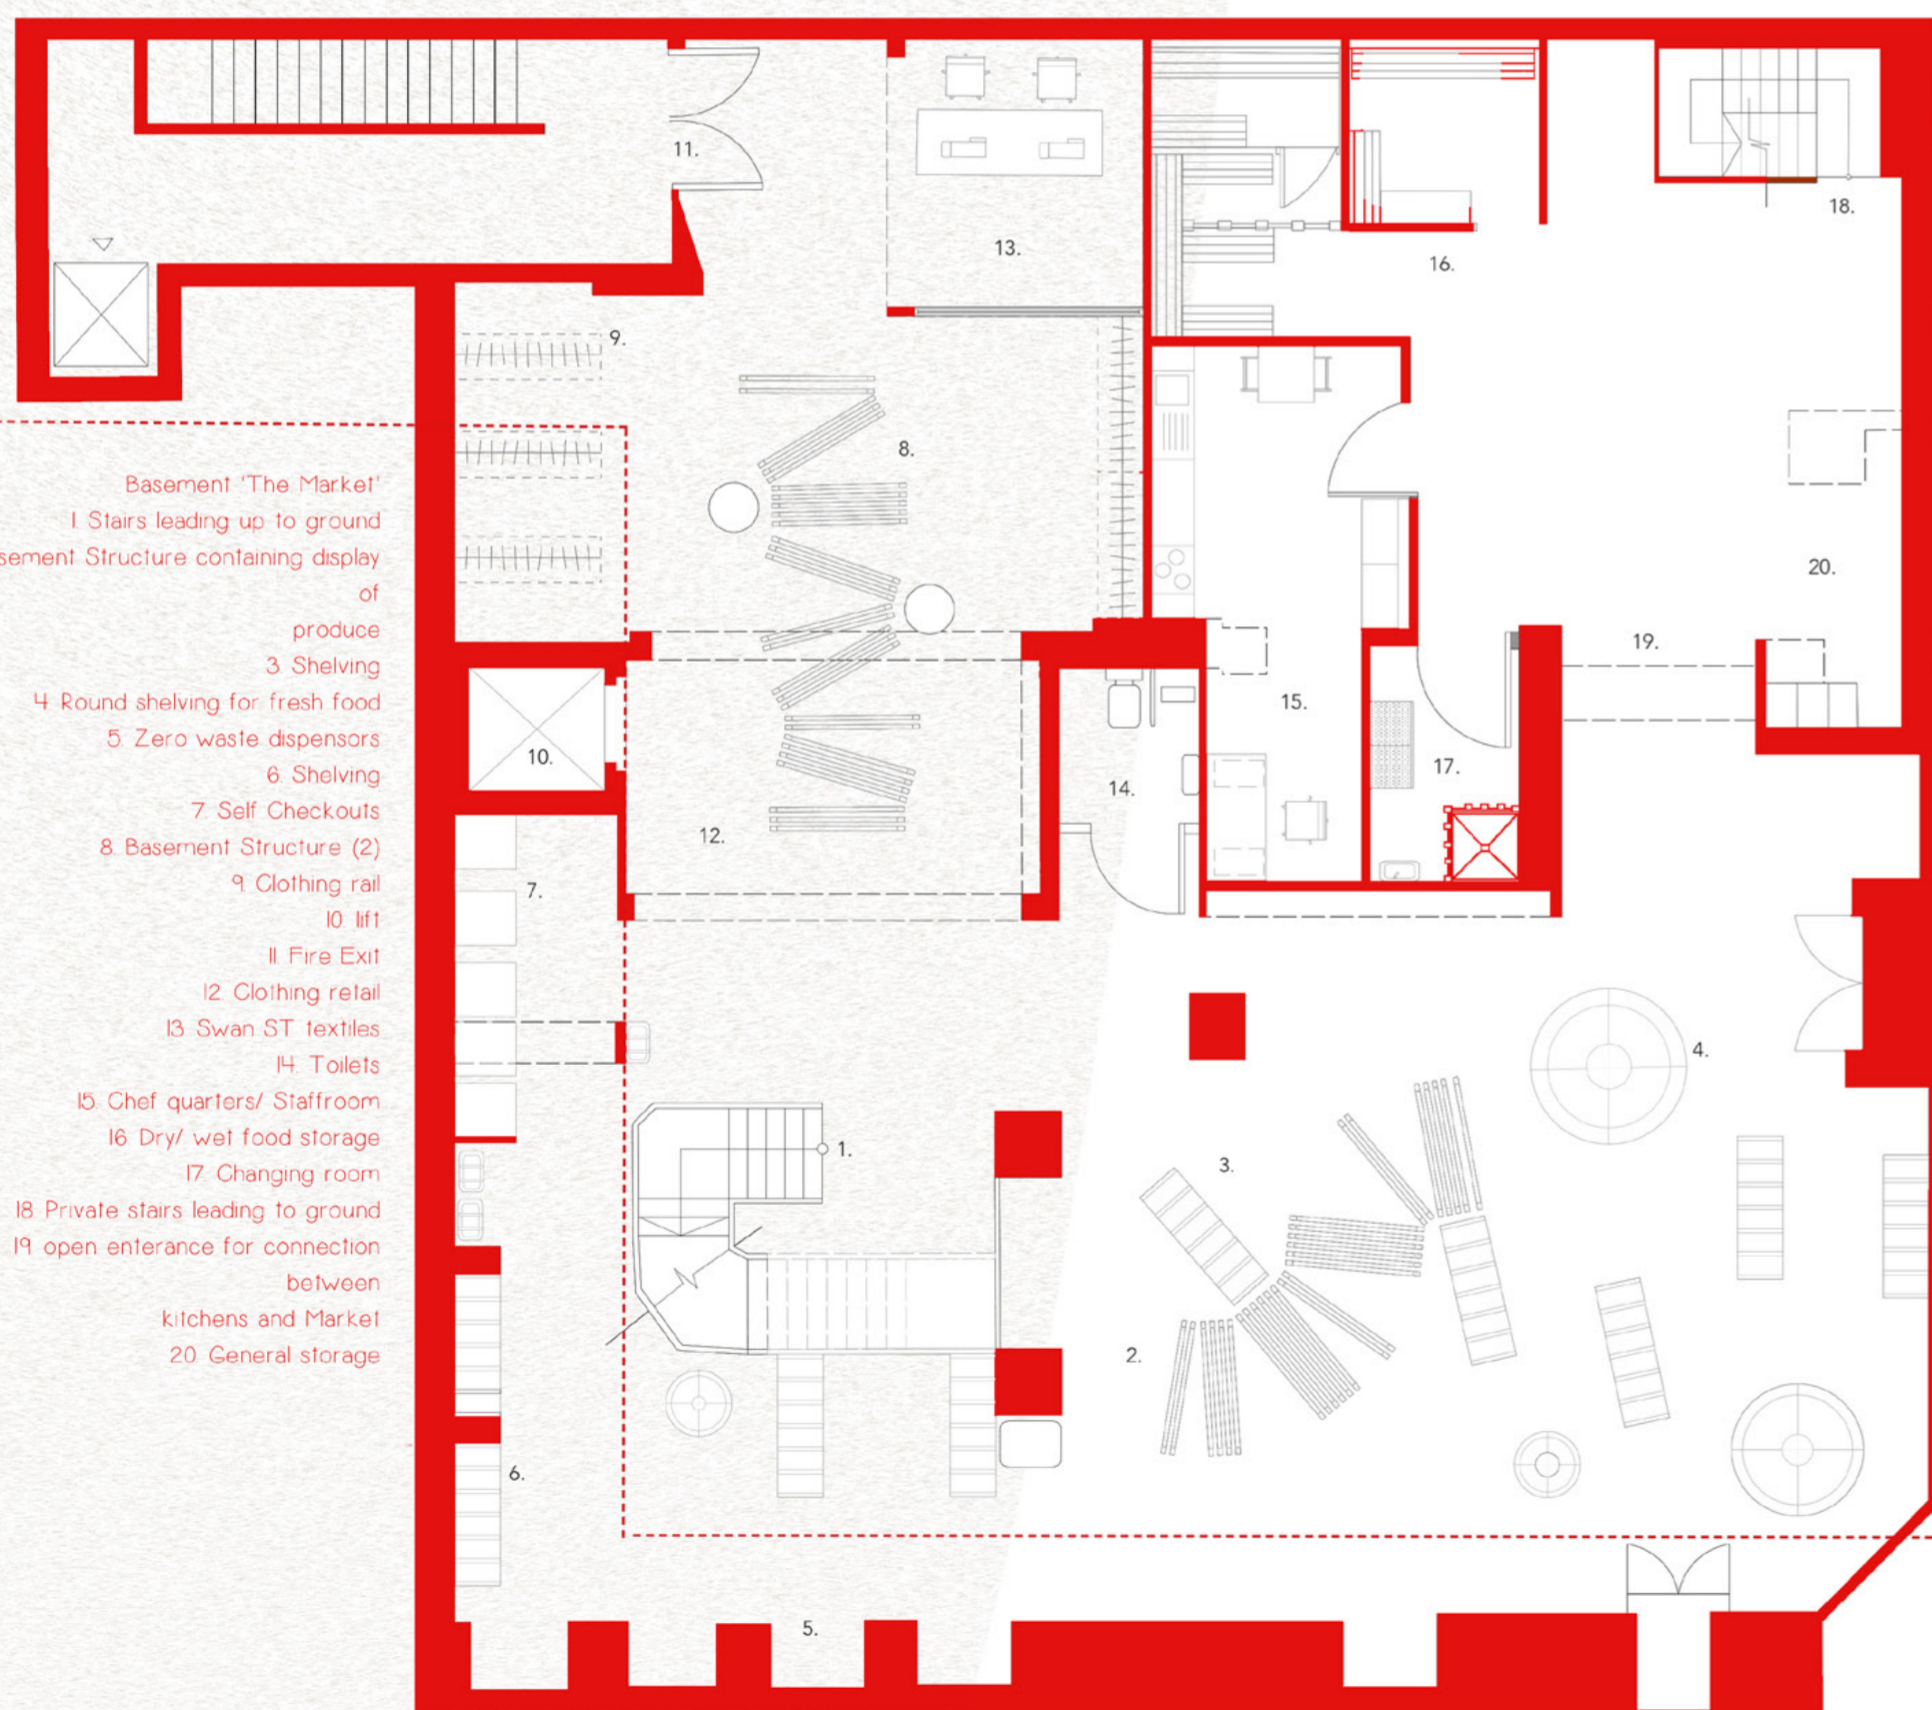 Basement 'The Market'
1. Stairs leading up to ground
Structure containing display
of
produce
3. Shelving
4. Round shelving for fresh food
5. Zero waste dispensors
6. Shelving
7. Self Checkouts
8. Basement Structure (2)
9. Clothing rail
10. lift
11. Fire Exit
12. Clothing retail
13. Swan ST textiles
14. Toilets
15. Chef quarters/ Staffroom
16. Dry/ wet food storage
17. Changing room
18. Private stairs leading to ground
19. open enterance for connection
between
kitchens and Market
20. General storage
11.
13.
16.
18.
9.
8.
20.
19.
15.
10.
17.
14.
12.
7.
4.
1.
3.
2.
6.
5.